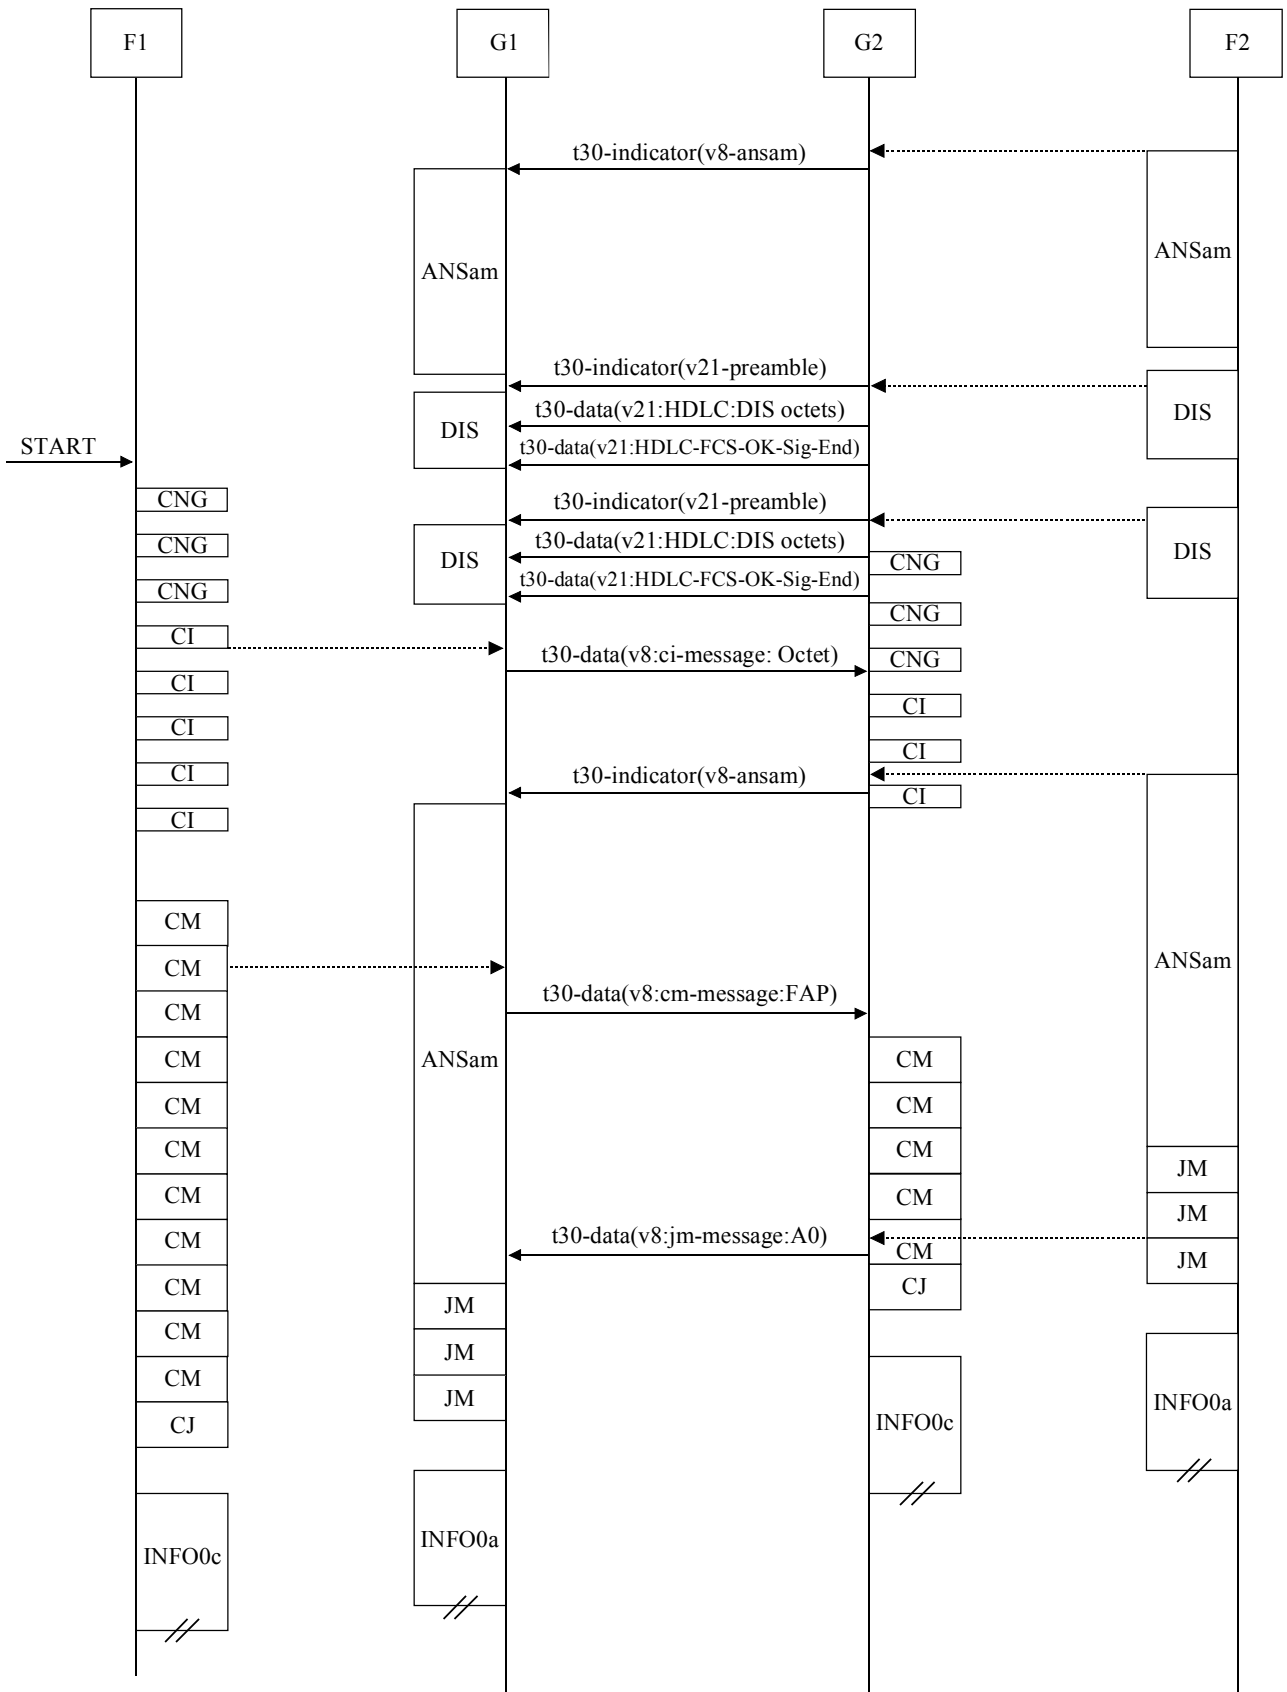 F1
G1
G2
F2
t30-indicator(v8-ansam)
ANSam
ANSam
t30-indicator(v21-preamble)
t30-data(v21:HDLC:DIS octets)
DIS
DIS
START
t30-data(v21:HDLC-FCS-OK-Sig-End)
CNG
t30-indicator(v21-preamble)
CNG
t30-data(v21:HDLC:DIS octets)
DIS
DIS
CNG
CNG
t30-data(v21:HDLC-FCS-OK-Sig-End)
CNG
CI
t30-data(v8:ci-message: Octet)
CNG
CI
CI
CI
CI
CI
t30-indicator(v8-ansam)
CI
CI
CM
CM
ANSam
t30-data(v8:cm-message:FAP)
CM
CM
ANSam
CM
CM
CM
CM
CM
JM
CM
CM
JM
CM
t30-data(v8:jm-message:A0)
CM
JM
CM
CJ
JM
CM
JM
CM
JM
INFO0c
INFO0a
CJ
INFO0a
INFO0c